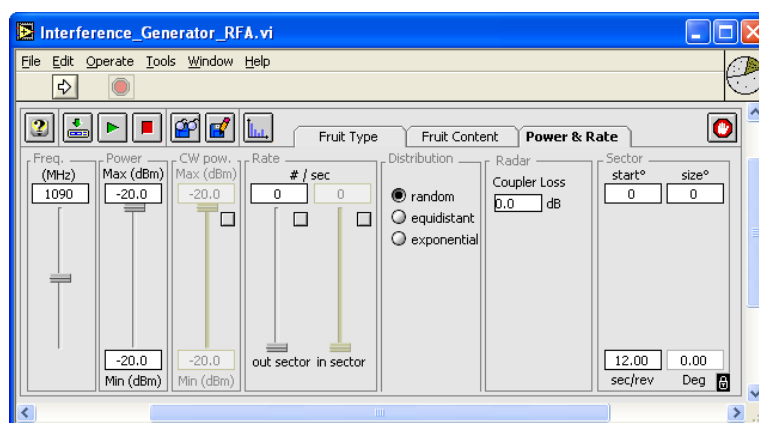 Interference_Generator_RFA.vi
File Edit Operate Tools Window Help
Fruit Type Fruit Content Power & Rate
Freq. Power CW pow. Rate Distribution Radar Sector
(MHz) Max (dBm) Max (dBm) # / sec Coupler Loss start° size°
1090 -20.0 -20.0 0 0 random 0.0 dB 0 0
equidistant
exponential
-20.0 -20.0 out sector in sector 12.00 0.00
Min (dBm) Min (dBm) sec/rev Deg